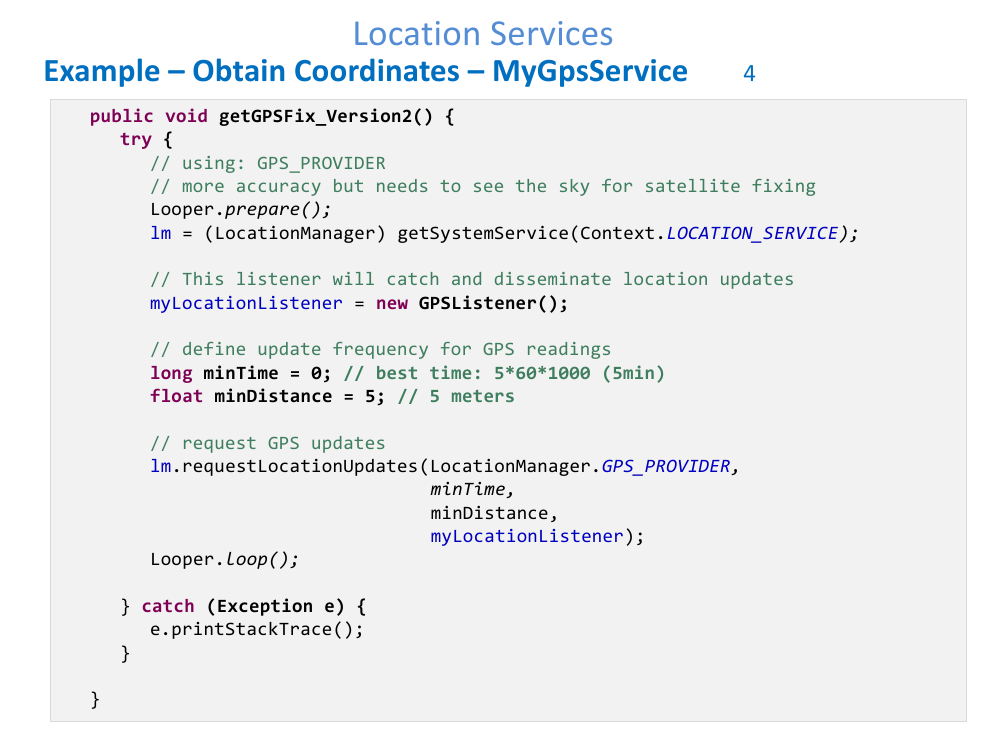 Location Services
Example – Obtain Coordinates – MyGpsService 4
public void getGPSFix_Version2() {
try {
// using: GPS_PROVIDER
// more accuracy but needs to see the sky for satellite fixing
Looper.prepare();
lm = (LocationManager) getSystemService(Context.LOCATION_SERVICE);
// This listener will catch and disseminate location updates
myLocationListener = new GPSListener();
// define update frequency for GPS readings
long minTime = 0; // best time: 5*60*1000 (5min)
float minDistance = 5; // 5 meters
// request GPS updates
lm.requestLocationUpdates(LocationManager.GPS_PROVIDER,
minTime,
minDistance,
myLocationListener);
Looper.loop();
} catch (Exception e) {
e.printStackTrace();
}
}